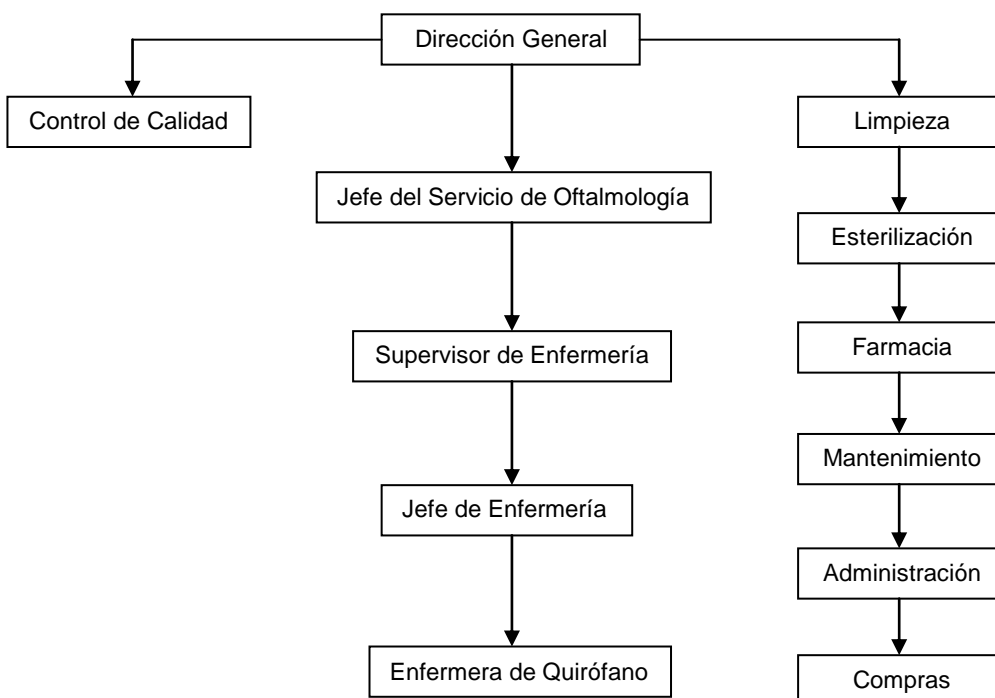 Dirección General
Control de Calidad
Limpieza
Jefe del Servicio de Oftalmología
Esterilización
Supervisor de Enfermería
Farmacia
Mantenimiento
Jefe de Enfermería
Administración
Enfermera de Quirófano
Compras